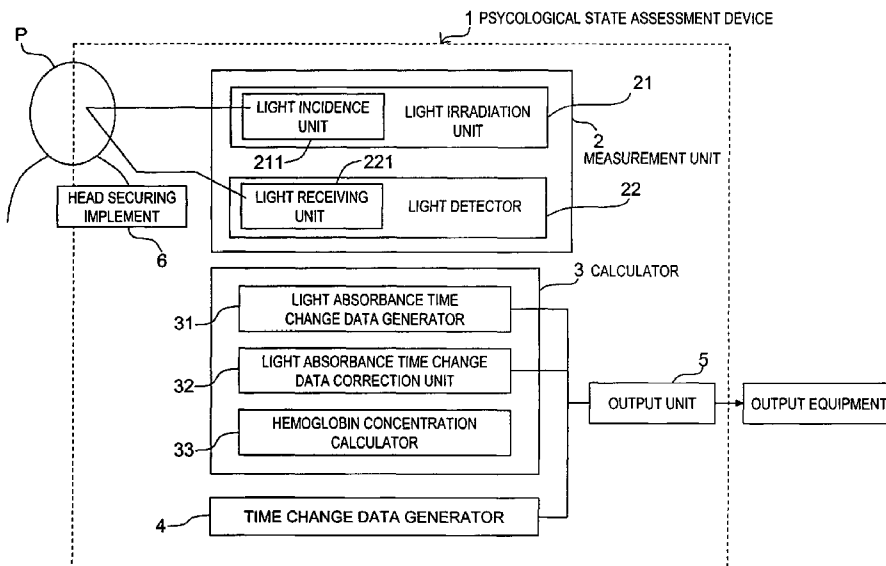 1 PSYCOLOGICAL STATE ASSESSMENT DEVICE
P
LIGHT INCIDENCE
UNIT
211
LIGHT IRRADIATION
UNIT
21
2
MEASUREMENT UNIT
221
LIGHT RECEIVING
UNIT
LIGHT DETECTOR
22
HEAD SECURING
IMPLEMENT
6
3 CALCULATOR
31
LIGHT ABSORBANCE TIME
CHANGE DATA GENERATOR
32
LIGHT ABSORBANCE TIME CHANGE
DATA CORRECTION UNIT
33
HEMOGLOBIN CONCENTRATION
CALCULATOR
5
OUTPUT UNIT
OUTPUT EQUIPMENT
4
TIME CHANGE DATA GENERATOR